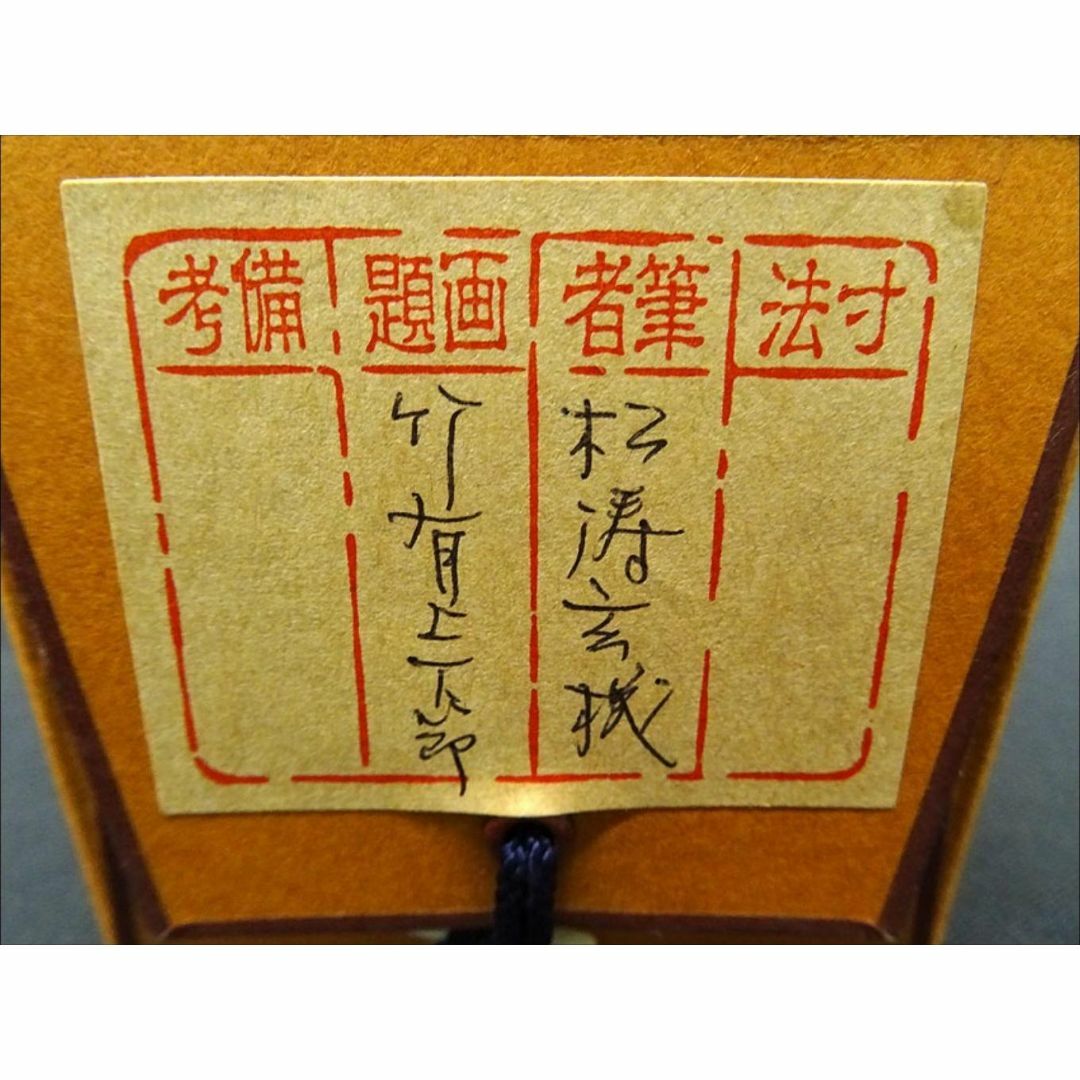 寸法
筆者
松涛玄機
画題
竹有上下節
備考